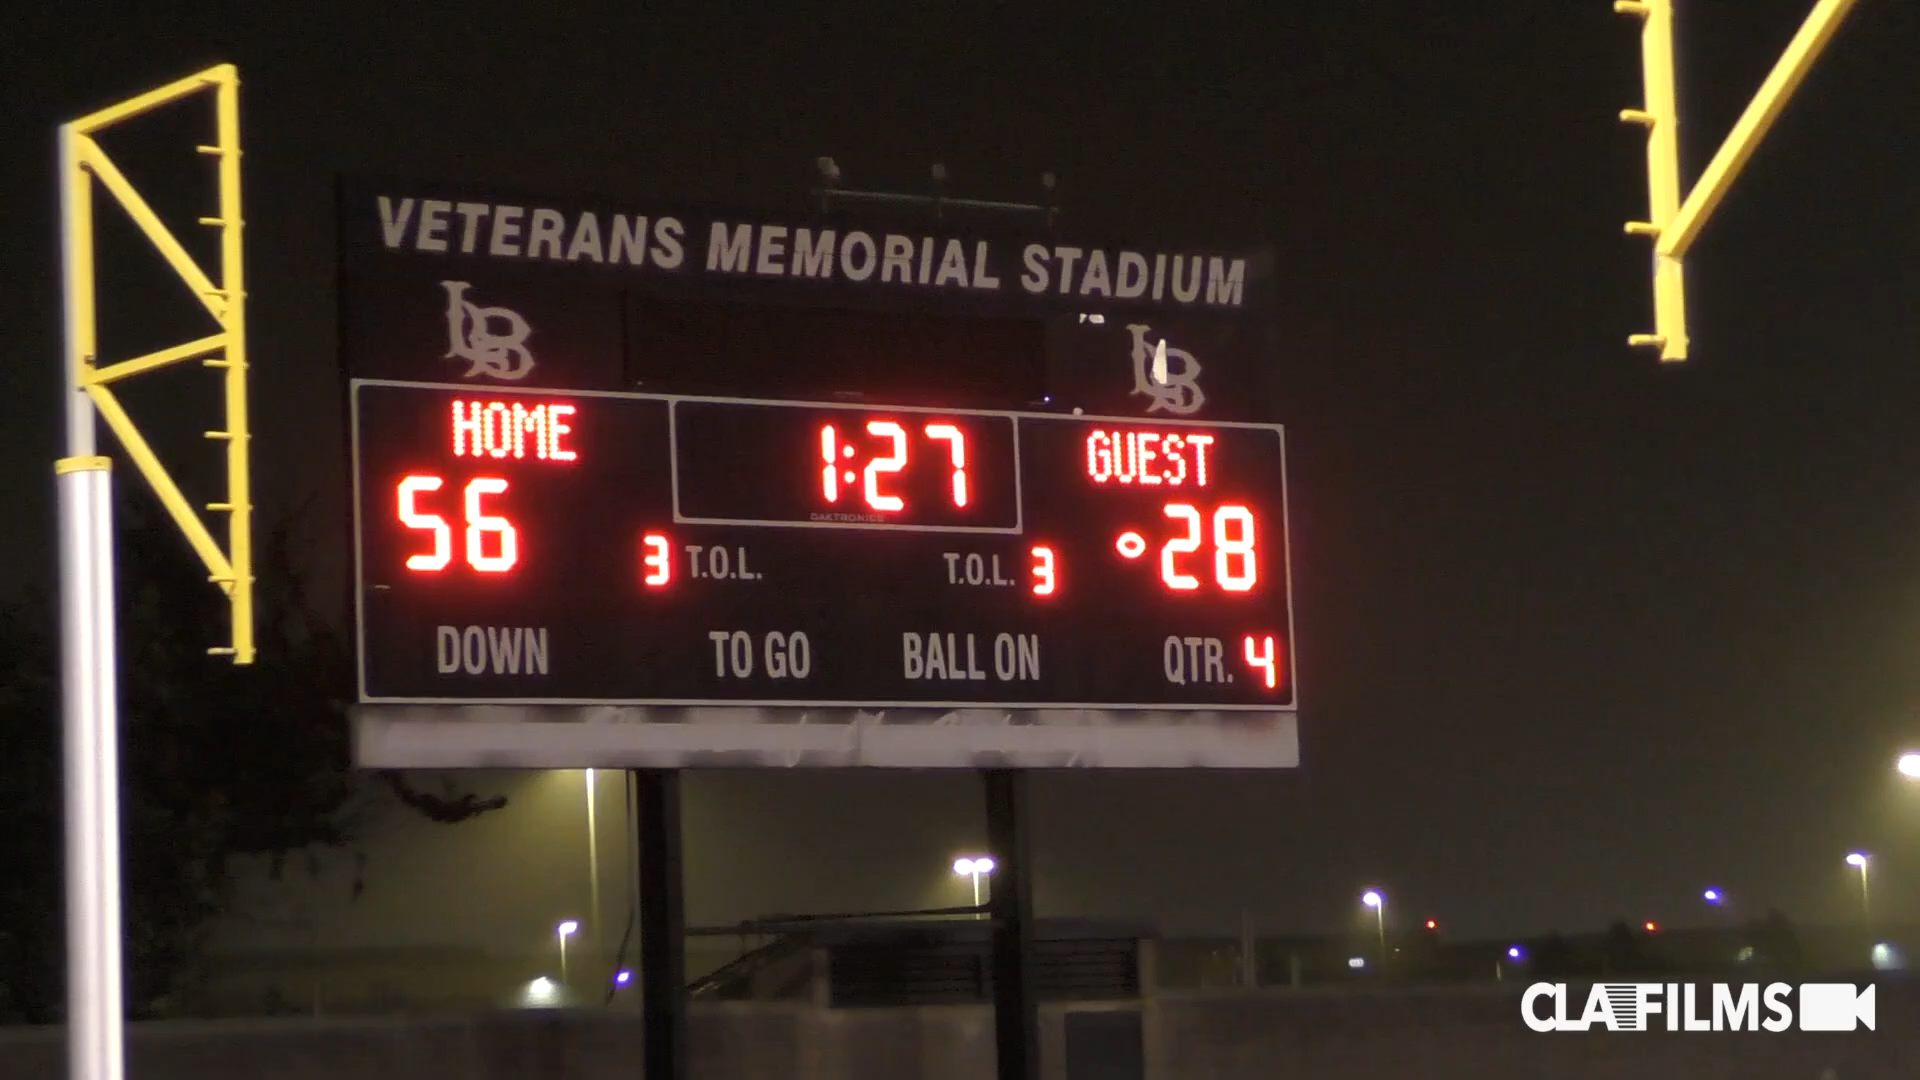 VETERANS MEMORIAL STADIUM
LB LB
HOME 1:27 GUEST
DAKTRONICS
56 3 T.O.L. T.O.L. 3 28
DOWN TO GO BALL ON QTR. 4
CLAFILMS